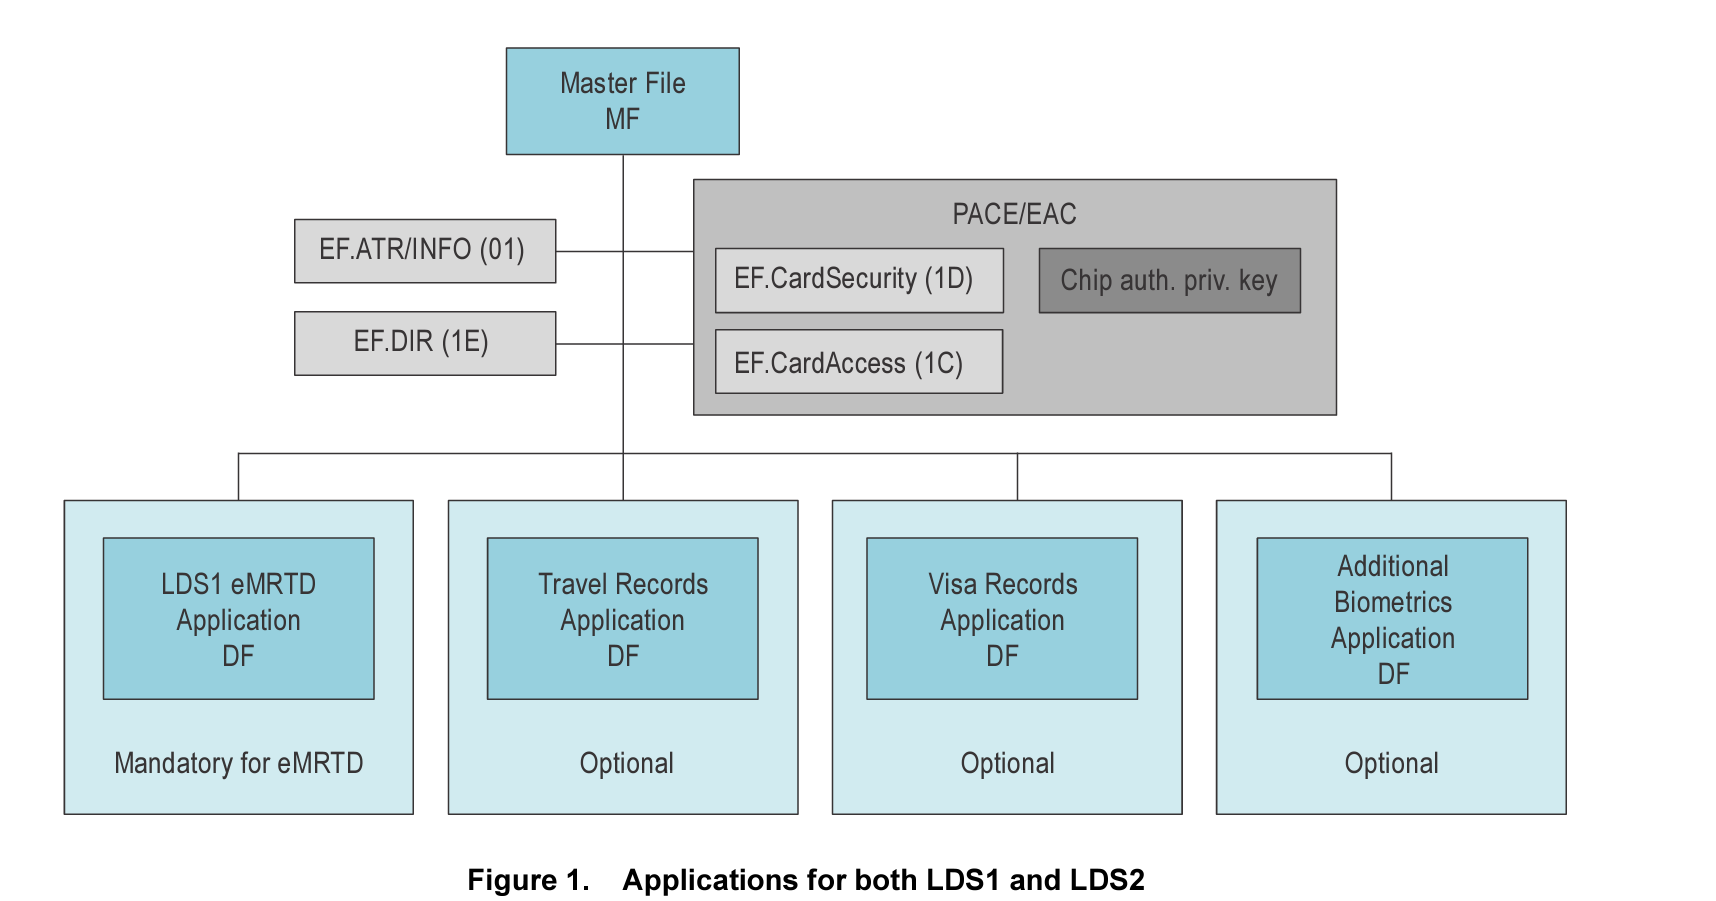 Master File
MF
PACE/EAC
EF.ATR/INFO (01)
EF.CardSecurity (1D)
Chip auth. priv. key
EF.DIR (1E)
EF.CardAccess (1C)
LDS1 eMRTD
Application
DF
Mandatory for eMRTD
Travel Records
Application
DF
Optional
Visa Records
Application
DF
Optional
Additional
Biometrics
Application
DF
Optional
Figure 1. Applications for both LDS1 and LDS2